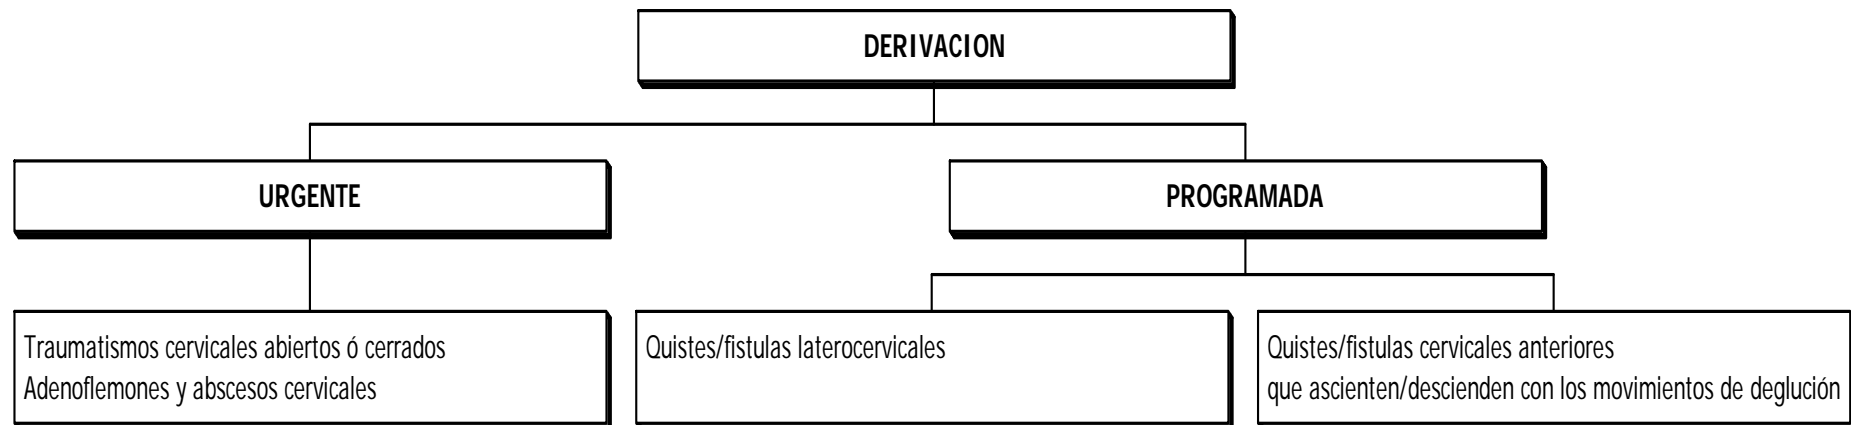 DERIVACION
URGENTE
PROGRAMADA
Traumatismos cervicales abiertos ó cerrados
Adenoflemones y abscesos cervicales
Quistes/fistulas laterocervicales
Quistes/fistulas cervicales anteriores
que ascienten/descienden con los movimientos de deglución